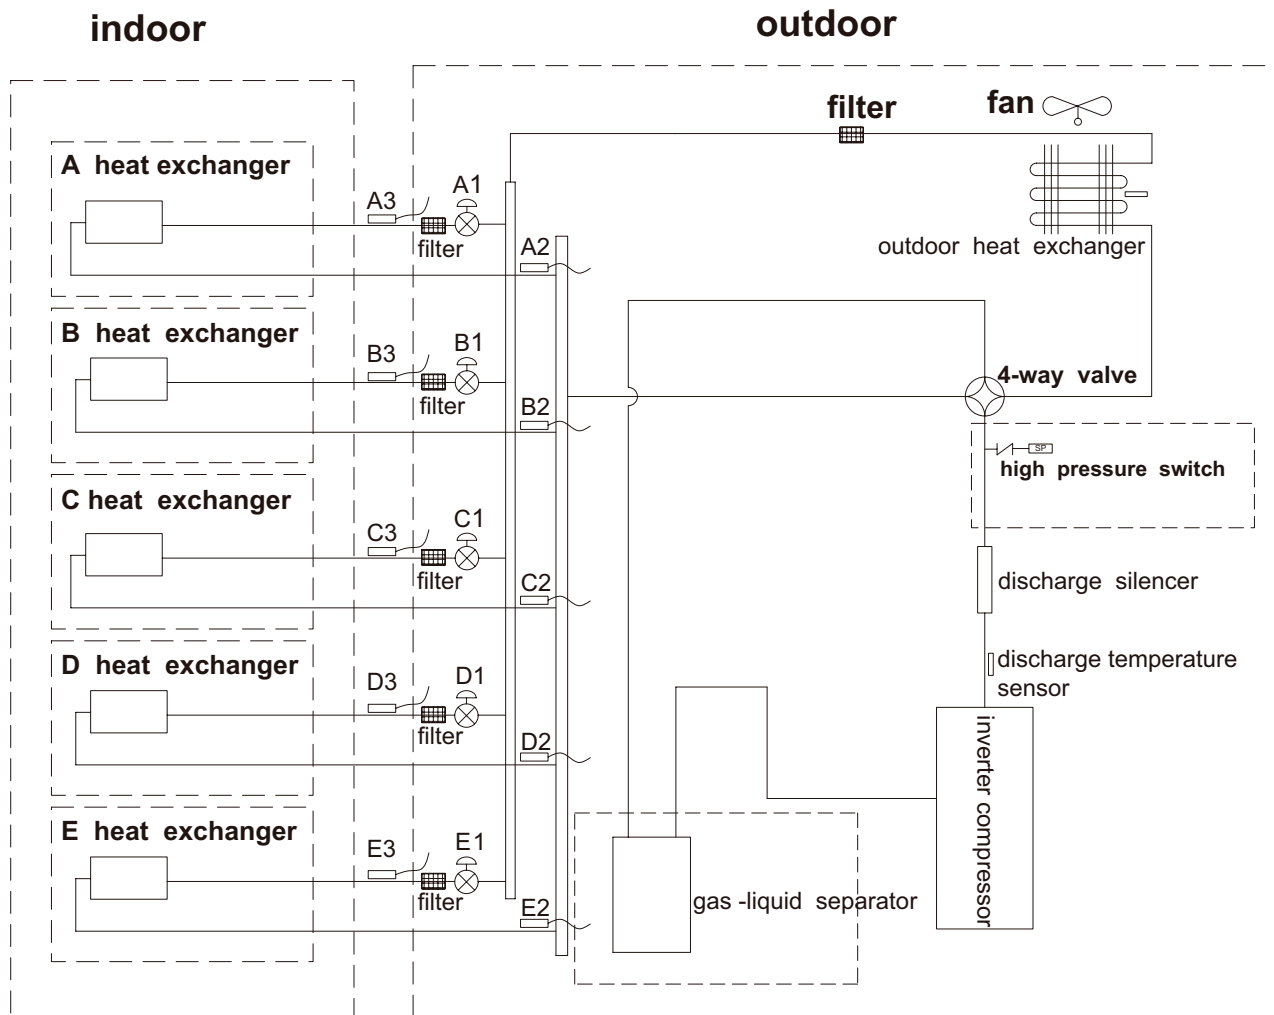 indoor
outdoor
filter
fan
A heat exchanger
A3
A1
filter
A2
outdoor heat exchanger
B heat exchanger
B3
B1
filter
B2
4-way valve
SP
high pressure switch
C heat exchanger
C3
C1
filter
C2
discharge silencer
D heat exchanger
D3
D1
filter
D2
discharge temperature
sensor
inverter compressor
E heat exchanger
E3
E1
filter
E2
gas -liquid separator